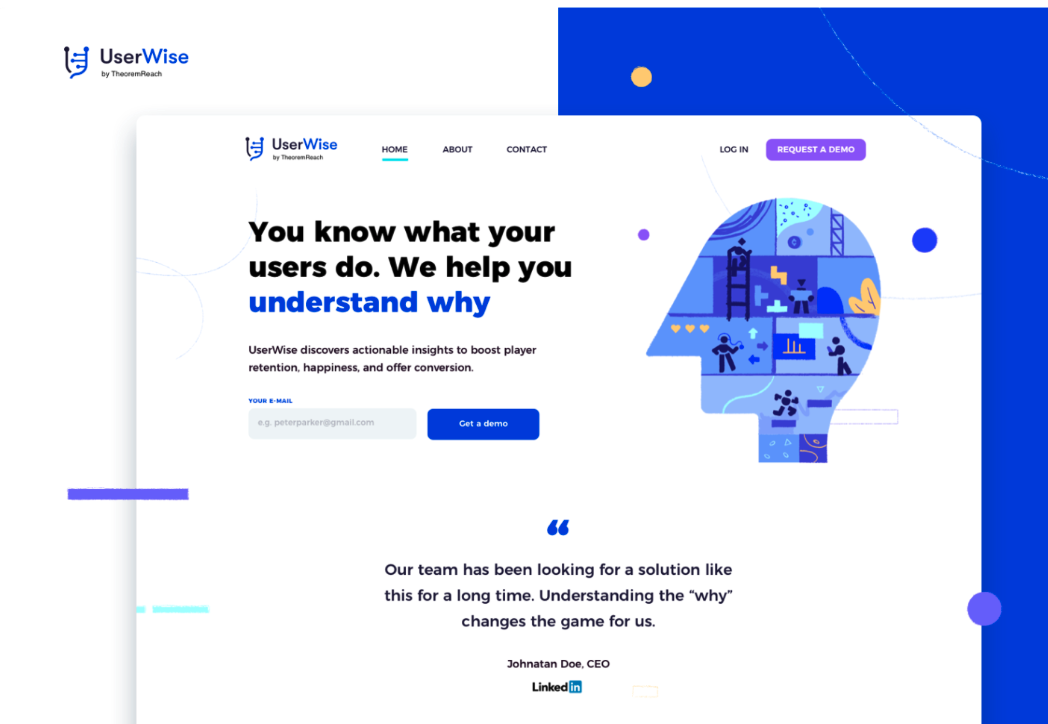 UserWise
by TheoremReach
UserWise
by TheoremReach
HOME
ABOUT
CONTACT
LOG IN
REQUEST A DEMO
You know what your
users do. We help you
understand why
UserWise discovers actionable insights to boost player
retention, happiness, and offer conversion.
YOUR E-MAIL
e.g. peterparker@gmail.com
Get a demo
“
Our team has been looking for a solution like
this for a long time. Understanding the “why”
changes the game for us.
Johnatan Doe, CEO
Linked in